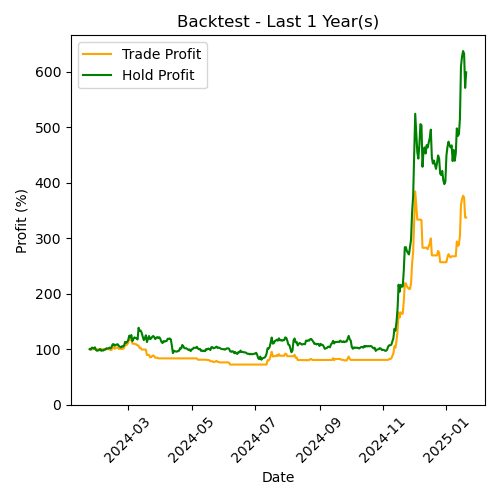 Backtest - Last 1 Year(s)
Trade Profit
Hold Profit
Profit (%)
600
500
400
300
200
100
0
2024-03
2024-05
2024-07
2024-09
2024-11
2025-01
Date